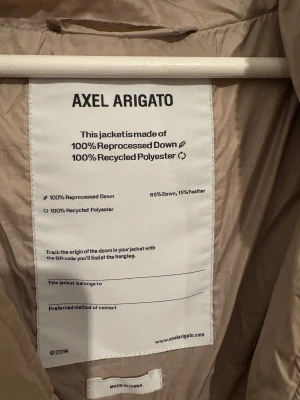 AXEL ARIGATO
This jacket is made of
100% Reprocessed Down
100% Recycled Polyester
100% Reprocessed Down 85% Down, 15% Feather
100% Recycled Polyester
Track the origin of the down in your jacket with
the QR code you'll find at the hangtag.
This jacket belongs to
Preferred method of contact
©2014 www.axelarigato.com
MADE IN CHINA